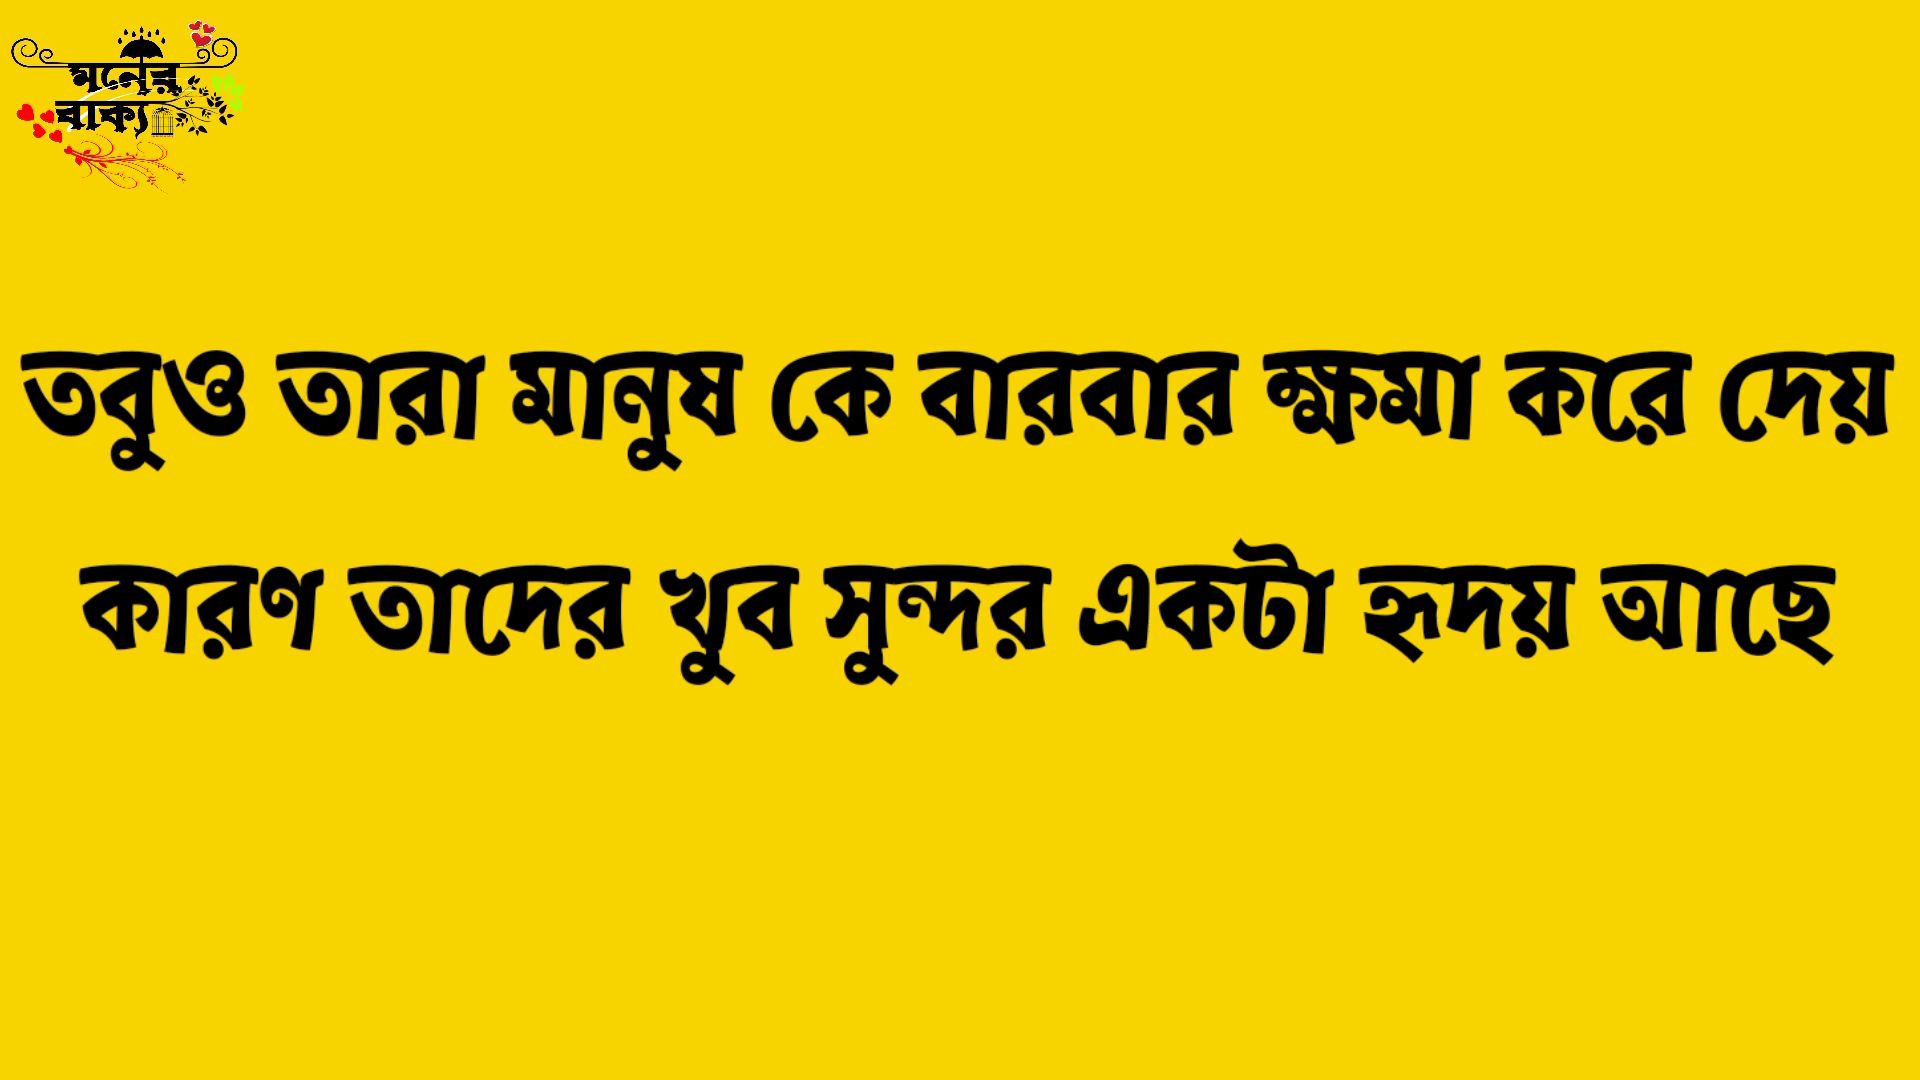 মনের
বাক্য
তবুও তারা মানুষ কে বারবার ক্ষমা করে দেয়
কারণ তাদের খুব সুন্দর একটা হৃদয় আছে